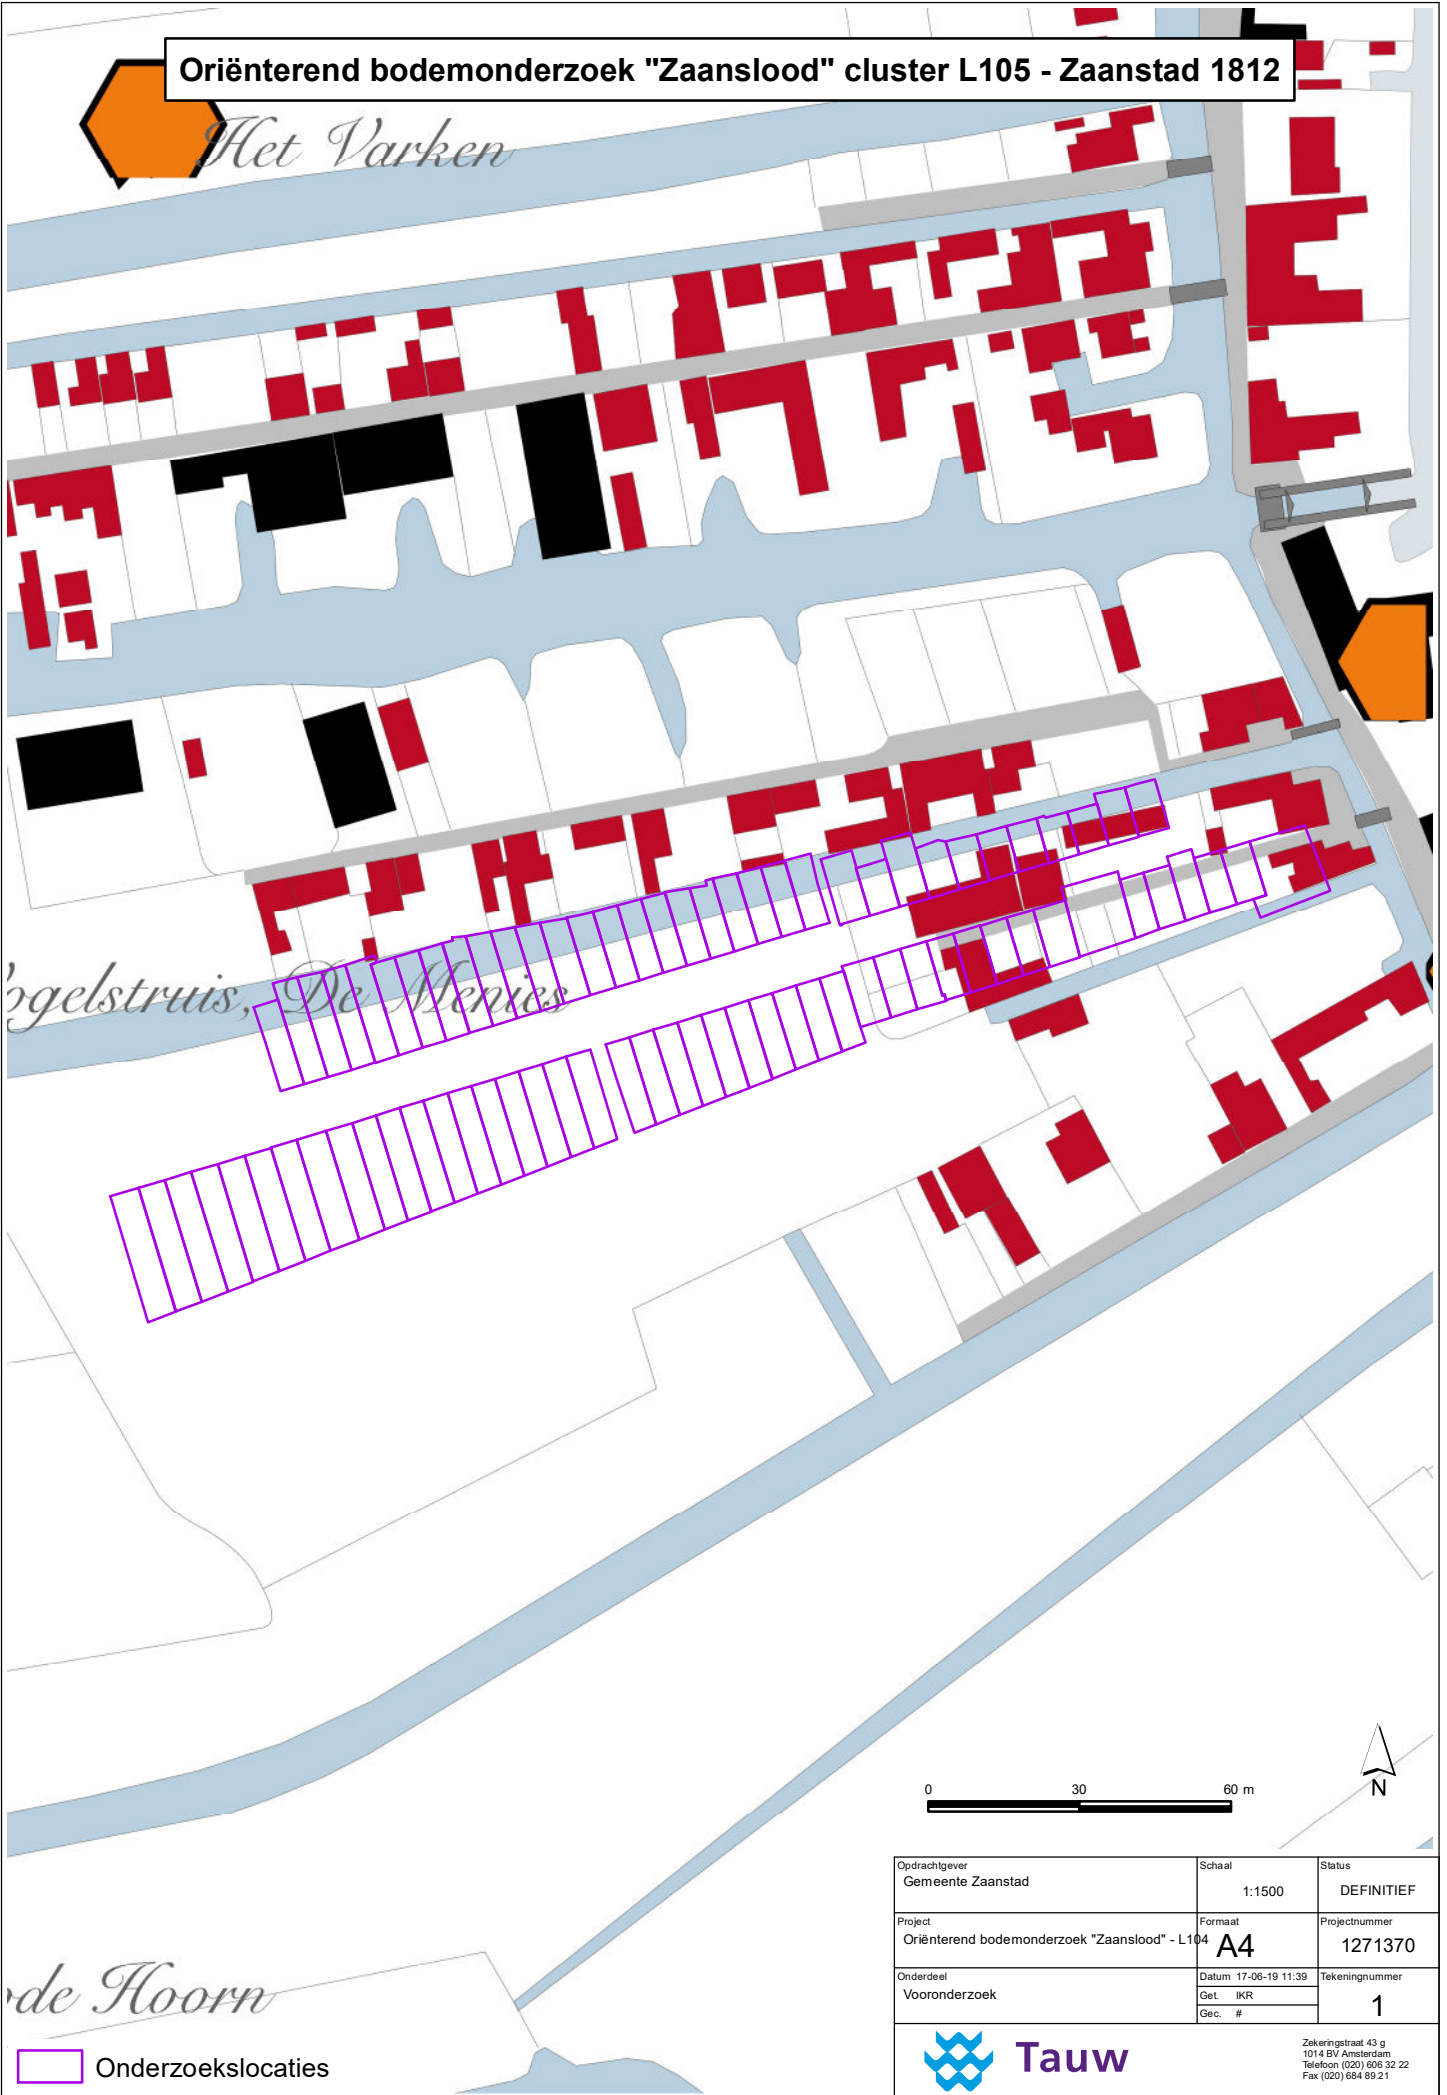 Oriënterend bodemonderzoek "Zaanslood" cluster L105 - Zaanstad 1812
Het Varken
ogelstruis, De Menies
de Hoorn
0 30 60 m
N
Opdrachtgever
Gemeente Zaanstad
Schaal
1:1500
Status
DEFINITIEF
Project
Oriënterend bodemonderzoek "Zaanslood" - L104
Formaat
A4
Projectnummer
1271370
Onderdeel
Vooronderzoek
Datum 17-06-19 11:39
Get. IKR
Gec. #
Tekeningnummer
1
Tauw
Zekeringstraat 43 g
1014 BV Amsterdam
Telefoon (020) 606 32 22
Fax (020) 684 89 21
Onderzoekslocaties